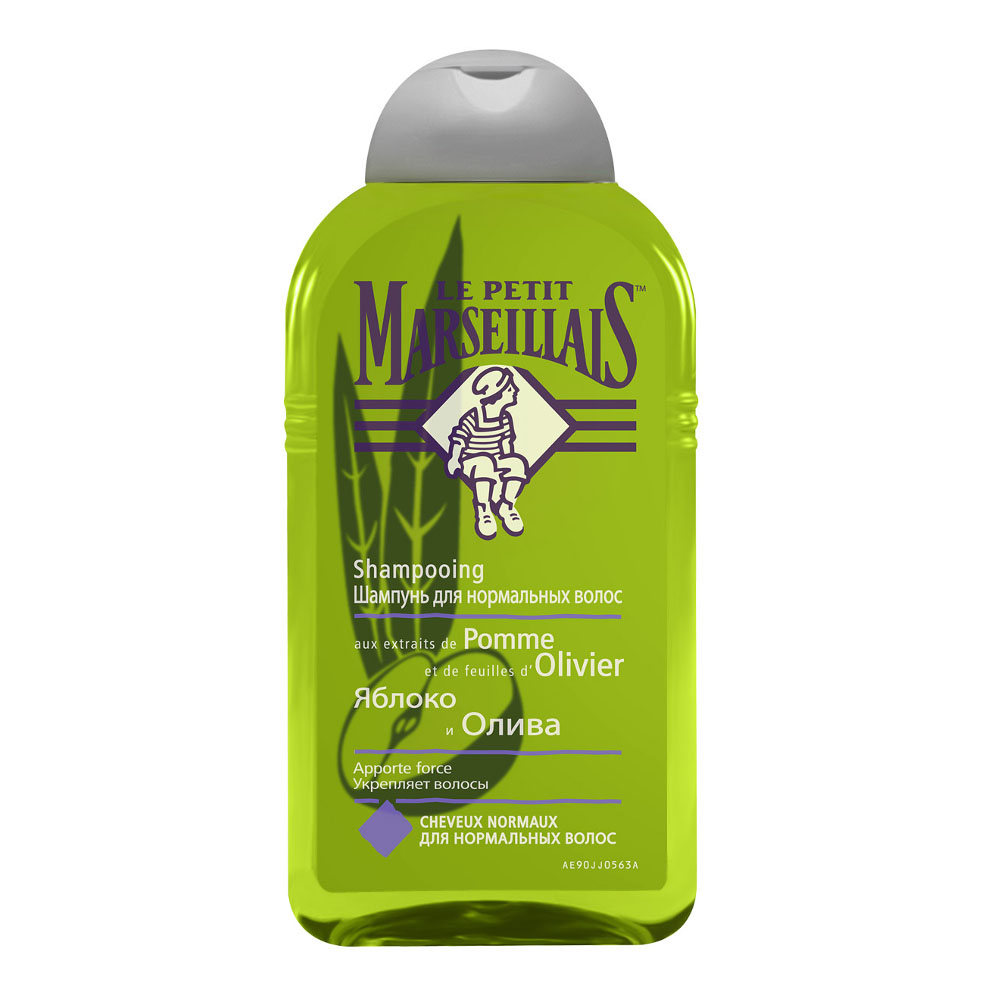 LE PETIT
MARSEILLAIS™
Shampooing
Шампунь для нормальных волос
aux extraits de Pomme
et de feuilles d'Olivier
Яблоко
и Олива
Apporte force
Укрепляет волосы
CHEVEUX NORMAUX
ДЛЯ НОРМАЛЬНЫХ ВОЛОС
AE90JJ0563A